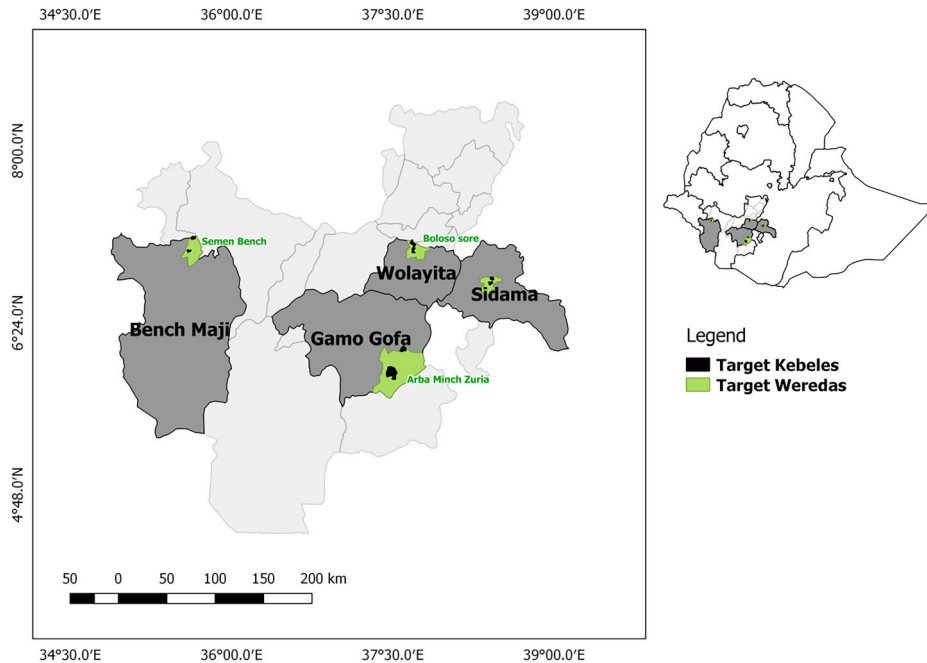 34°30.0′E 36°00.0′E 37°30.0′E 39°00.0′E
8°00.0′N
6°24.0′N
4°48.0′N
Semen Bench
Boloso sore
Wolayita
Sidama
Bench Maji
Gamo Gofa
Arba Minch Zuria
50 0 50 100 150 200 km
34°30.0′E 36°00.0′E 37°30.0′E 39°00.0′E
Legend
Target Kebeles
Target Weredas